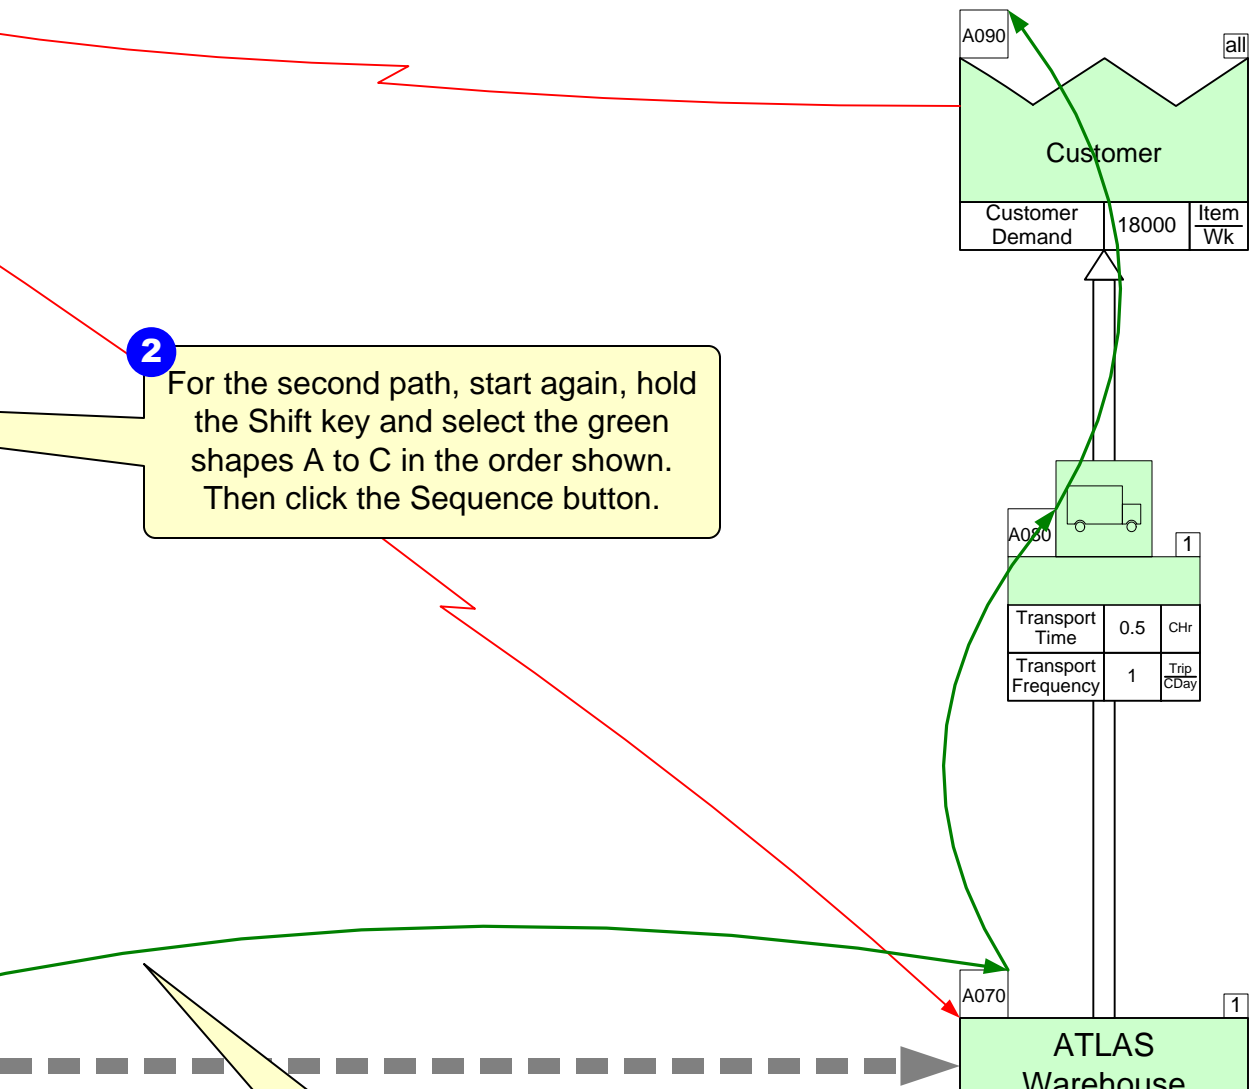 A090
all
Customer
Customer
Demand
18000
Item
Wk
2
For the second path, start again, hold
the Shift key and select the green
shapes A to C in the order shown.
Then click the Sequence button.
A080
1
Transport
Time
0.5
CHr
Transport
Frequency
1
Trip
CDay
A070
1
ATLAS
Warehouse